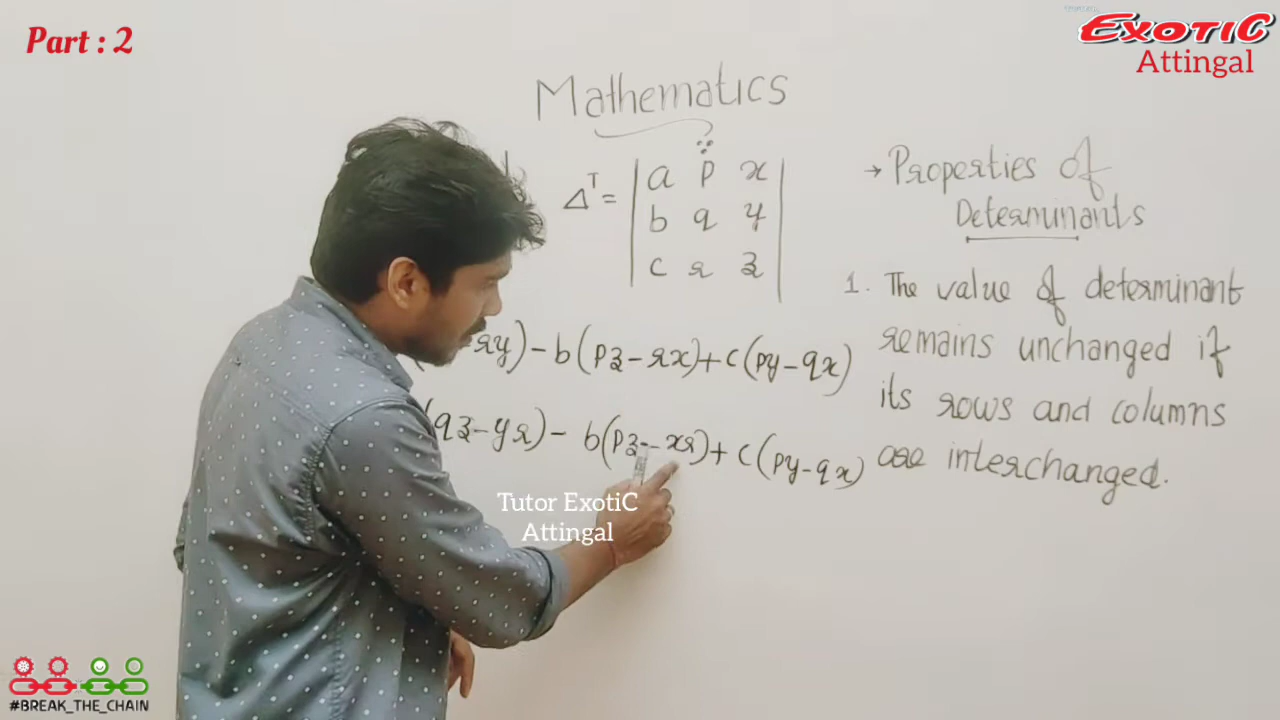 Part : 2
EXOTIC
Attingal
Mathematics
Δᵀ =
a p x
b q y
c r z
→ Properties of
Determinants
1. The value of determinant
remains unchanged if
its rows and columns
are interchanged.
-ry) - b(pz - rx) + c(py - qx)
(qz - yr) - b(pz - xr) + c(py - qx)
Tutor ExotiC
Attingal
#BREAK_THE_CHAIN